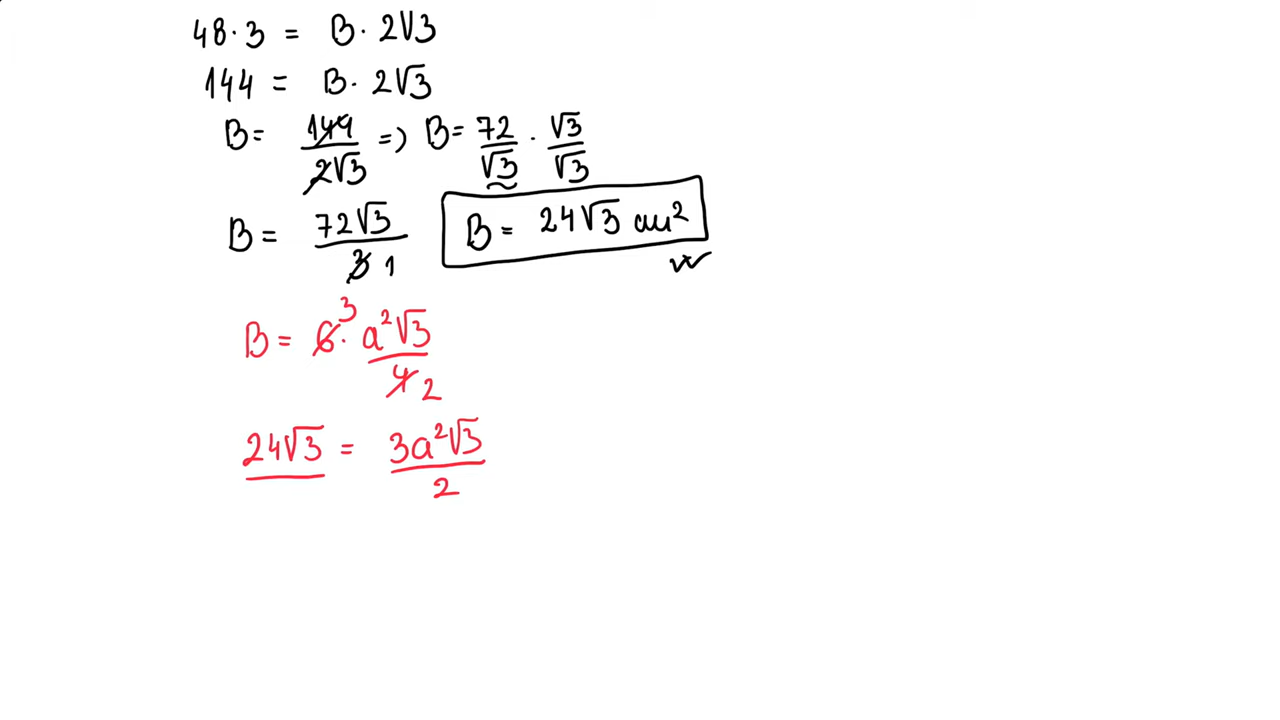 48·3 = B·2√3
144 = B·2√3
B = 144/2√3 => B = 72/√3 · √3/√3
B = 72√3/3 1 B = 24√3 cm²
B = 6·3 a²√3/4 2
24√3 = 3a²√3/2